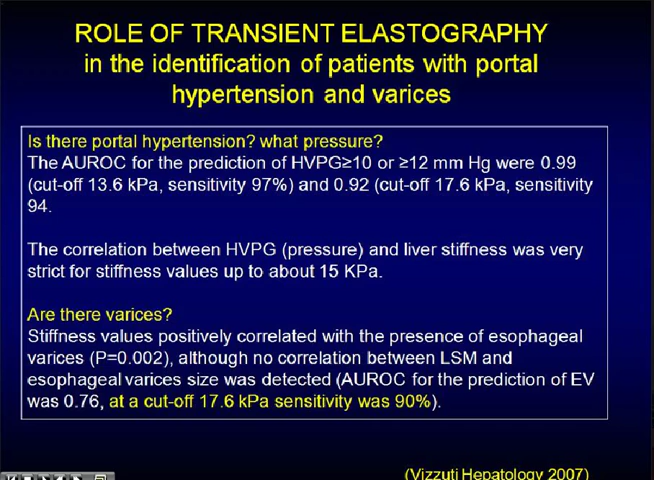 ROLE OF TRANSIENT ELASTOGRAPHY
in the identification of patients with portal
hypertension and varices
Is there portal hypertension? what pressure?
The AUROC for the prediction of HVPG≥10 or ≥12 mm Hg were 0.99
(cut-off 13.6 kPa, sensitivity 97%) and 0.92 (cut-off 17.6 kPa, sensitivity
94.
The correlation between HVPG (pressure) and liver stiffness was very
strict for stiffness values up to about 15 KPa.
Are there varices?
Stiffness values positively correlated with the presence of esophageal
varices (P=0.002), although no correlation between LSM and
esophageal varices size was detected (AUROC for the prediction of EV
was 0.76, at a cut-off 17.6 kPa sensitivity was 90%).
(Vizzuti Hepatology 2007)